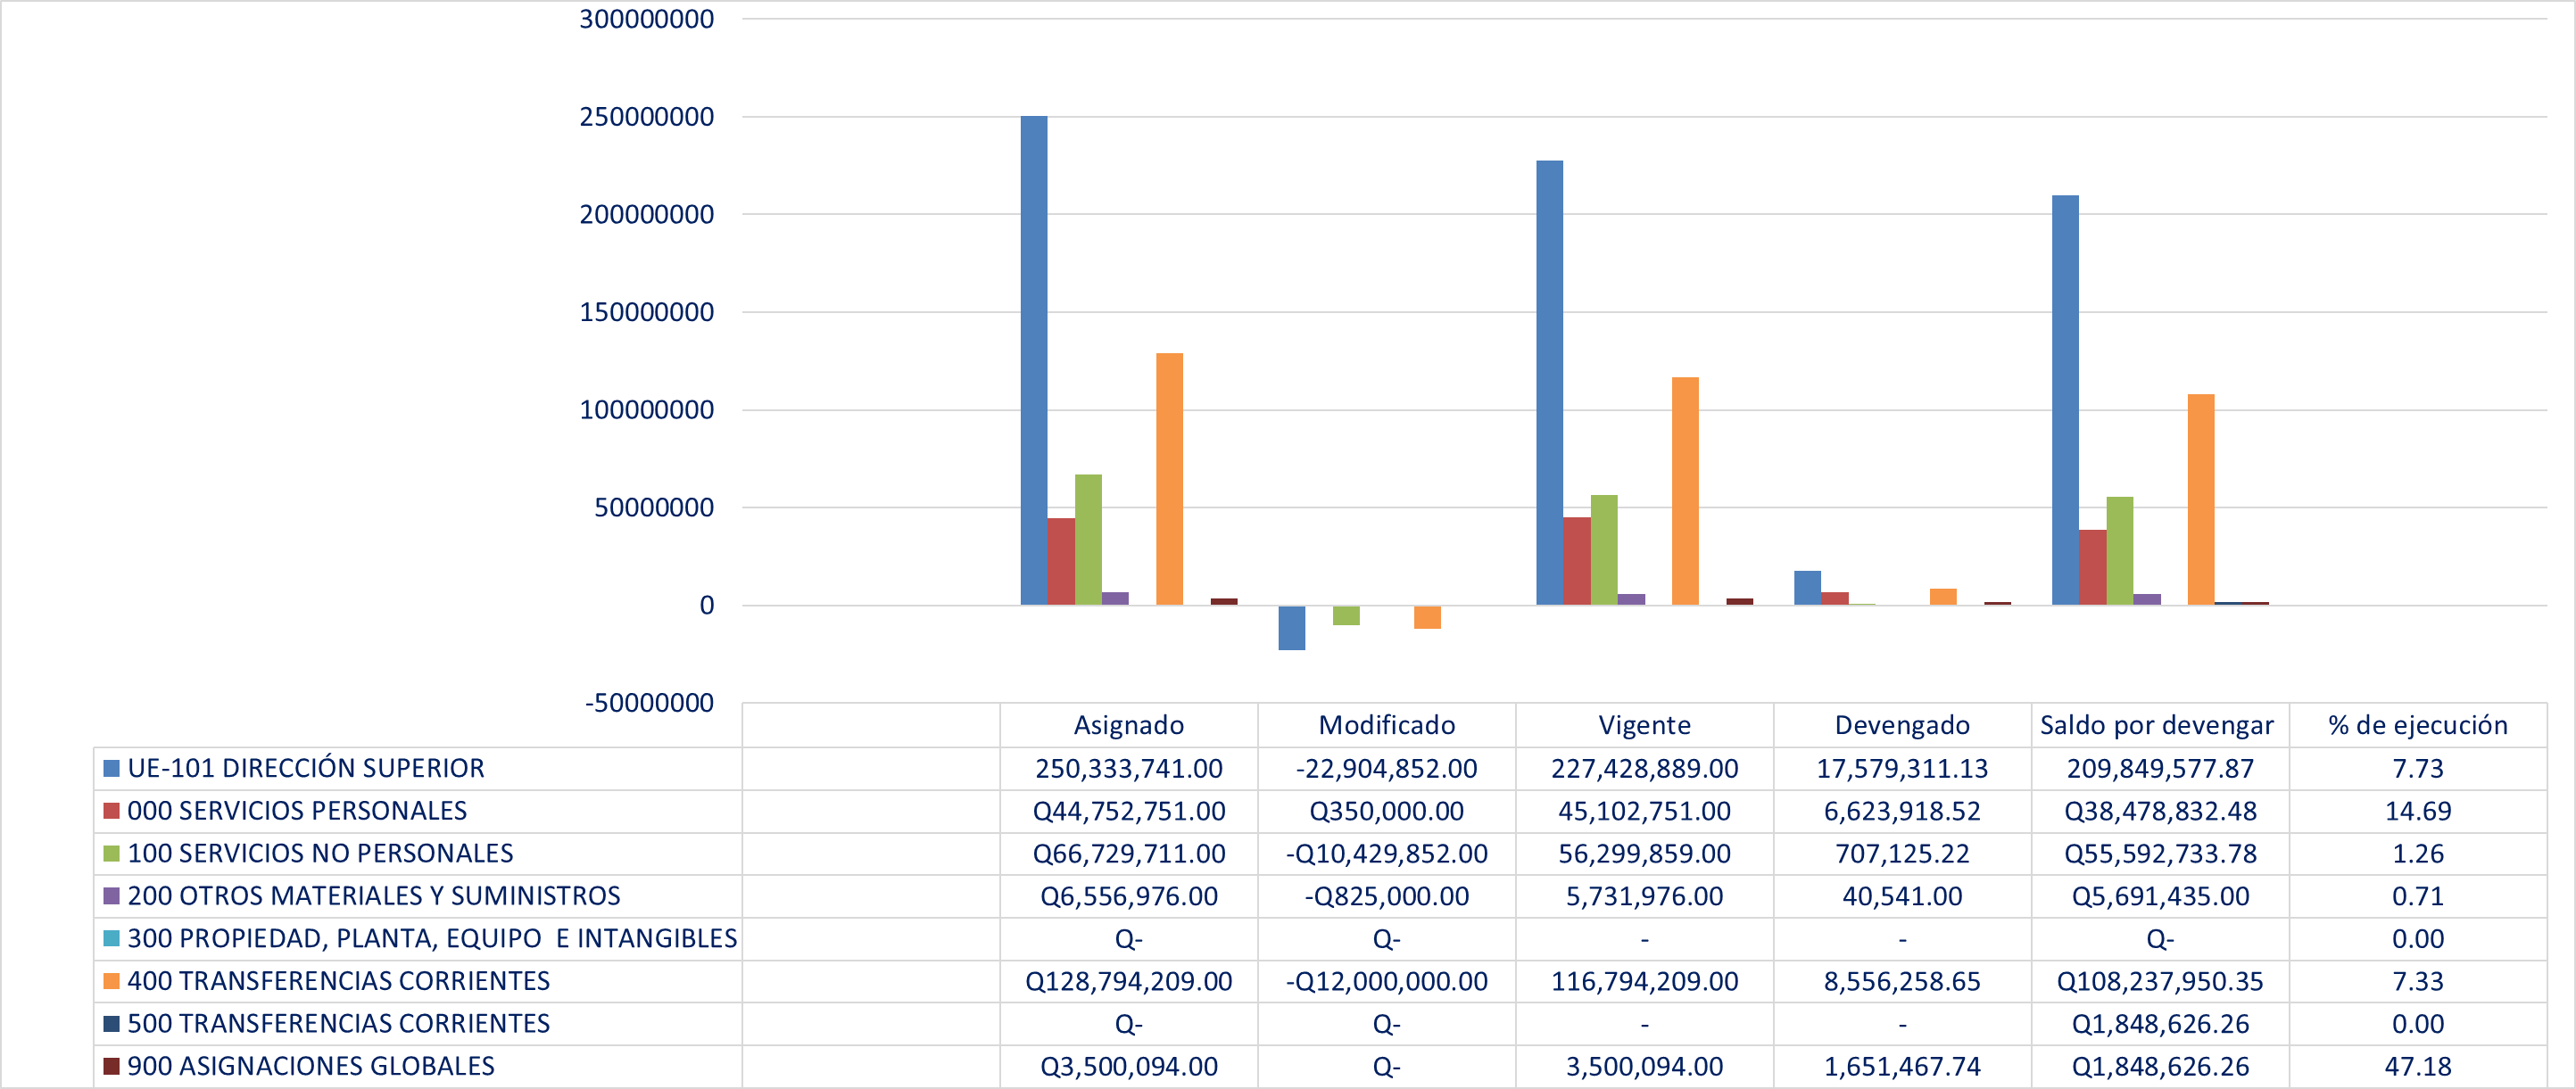 300000000
250000000
200000000
150000000
100000000
50000000
0
-50000000
Asignado Modificado Vigente Devengado Saldo por devengar % de ejecución
UE-101 DIRECCIÓN SUPERIOR 250,333,741.00 -22,904,852.00 227,428,889.00 17,579,311.13 209,849,577.87 7.73
000 SERVICIOS PERSONALES Q44,752,751.00 Q350,000.00 45,102,751.00 6,623,918.52 Q38,478,832.48 14.69
100 SERVICIOS NO PERSONALES Q66,729,711.00 -Q10,429,852.00 56,299,859.00 707,125.22 Q55,592,733.78 1.26
200 OTROS MATERIALES Y SUMINISTROS Q6,556,976.00 -Q825,000.00 5,731,976.00 40,541.00 Q5,691,435.00 0.71
300 PROPIEDAD, PLANTA, EQUIPO  E INTANGIBLES Q- Q- - - Q- 0.00
400 TRANSFERENCIAS CORRIENTES Q128,794,209.00 -Q12,000,000.00 116,794,209.00 8,556,258.65 Q108,237,950.35 7.33
500 TRANSFERENCIAS CORRIENTES Q- Q- - - Q1,848,626.26 0.00
900 ASIGNACIONES GLOBALES Q3,500,094.00 Q- 3,500,094.00 1,651,467.74 Q1,848,626.26 47.18